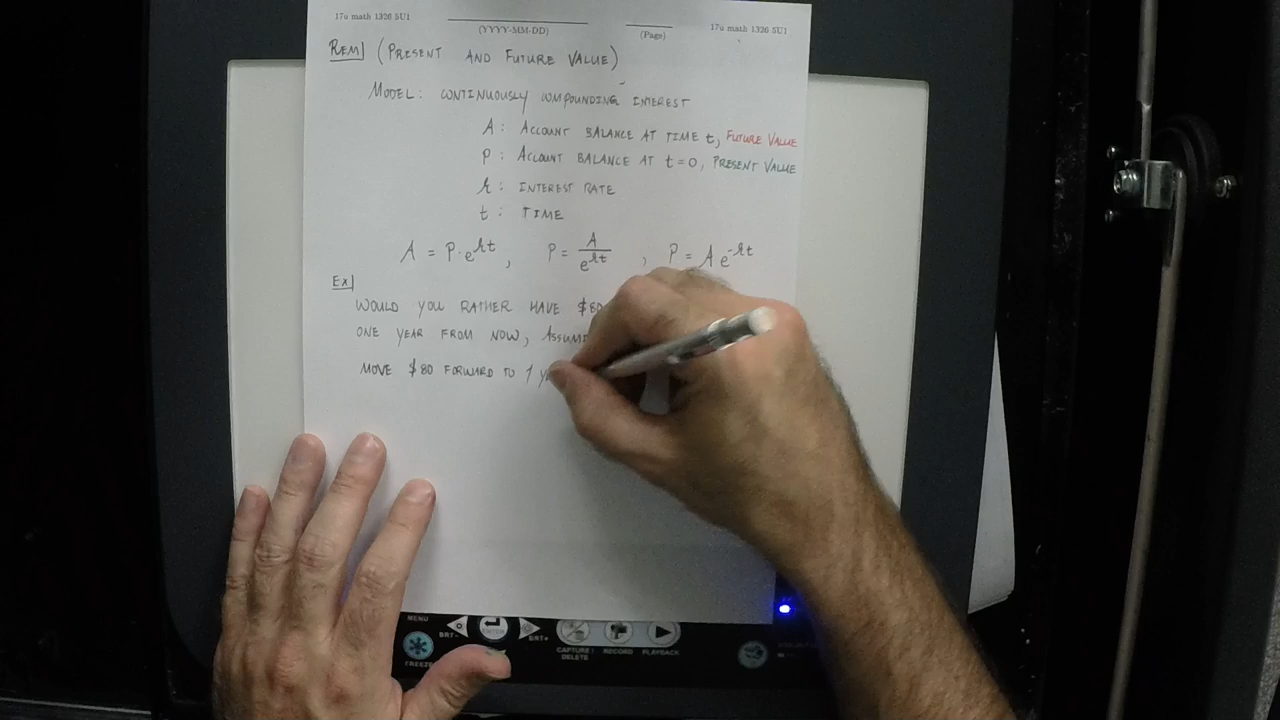 17u math 1326 5U1 (YYYY-MM-DD) (Page) 17u math 1326 5U1
REM (PRESENT AND FUTURE VALUE)
MODEL: CONTINUOUSLY COMPOUNDING INTEREST
A: ACCOUNT BALANCE AT TIME t, FUTURE VALUE
P: ACCOUNT BALANCE AT t=0, PRESENT VALUE
r: INTEREST RATE
t: TIME
A = P·e^{rt}, P = A/e^{rt}, P = A e^{-rt}
EX
WOULD YOU RATHER HAVE $80
ONE YEAR FROM NOW, ASSUMI
MOVE $80 FORWARD TO 1
MENU
BRT- BRT+
FREEZE
CAPTURE/DELETE RECORD PLAYBACK